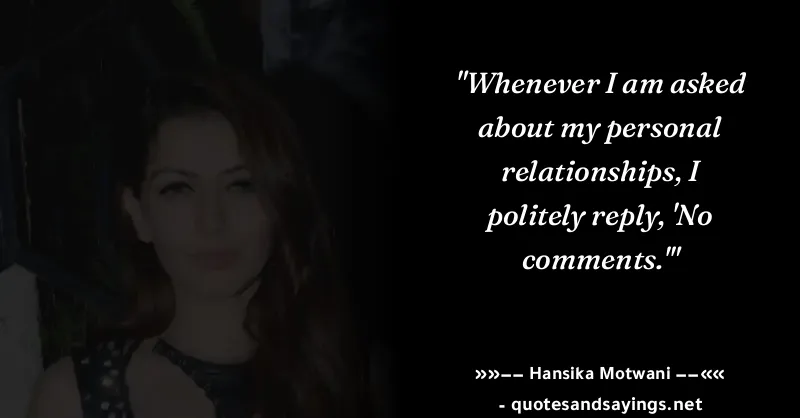 "Whenever I am asked
about my personal
relationships, I
politely reply, 'No
comments.'"
»»−− Hansika Motwani −−««
- quotesandsayings.net